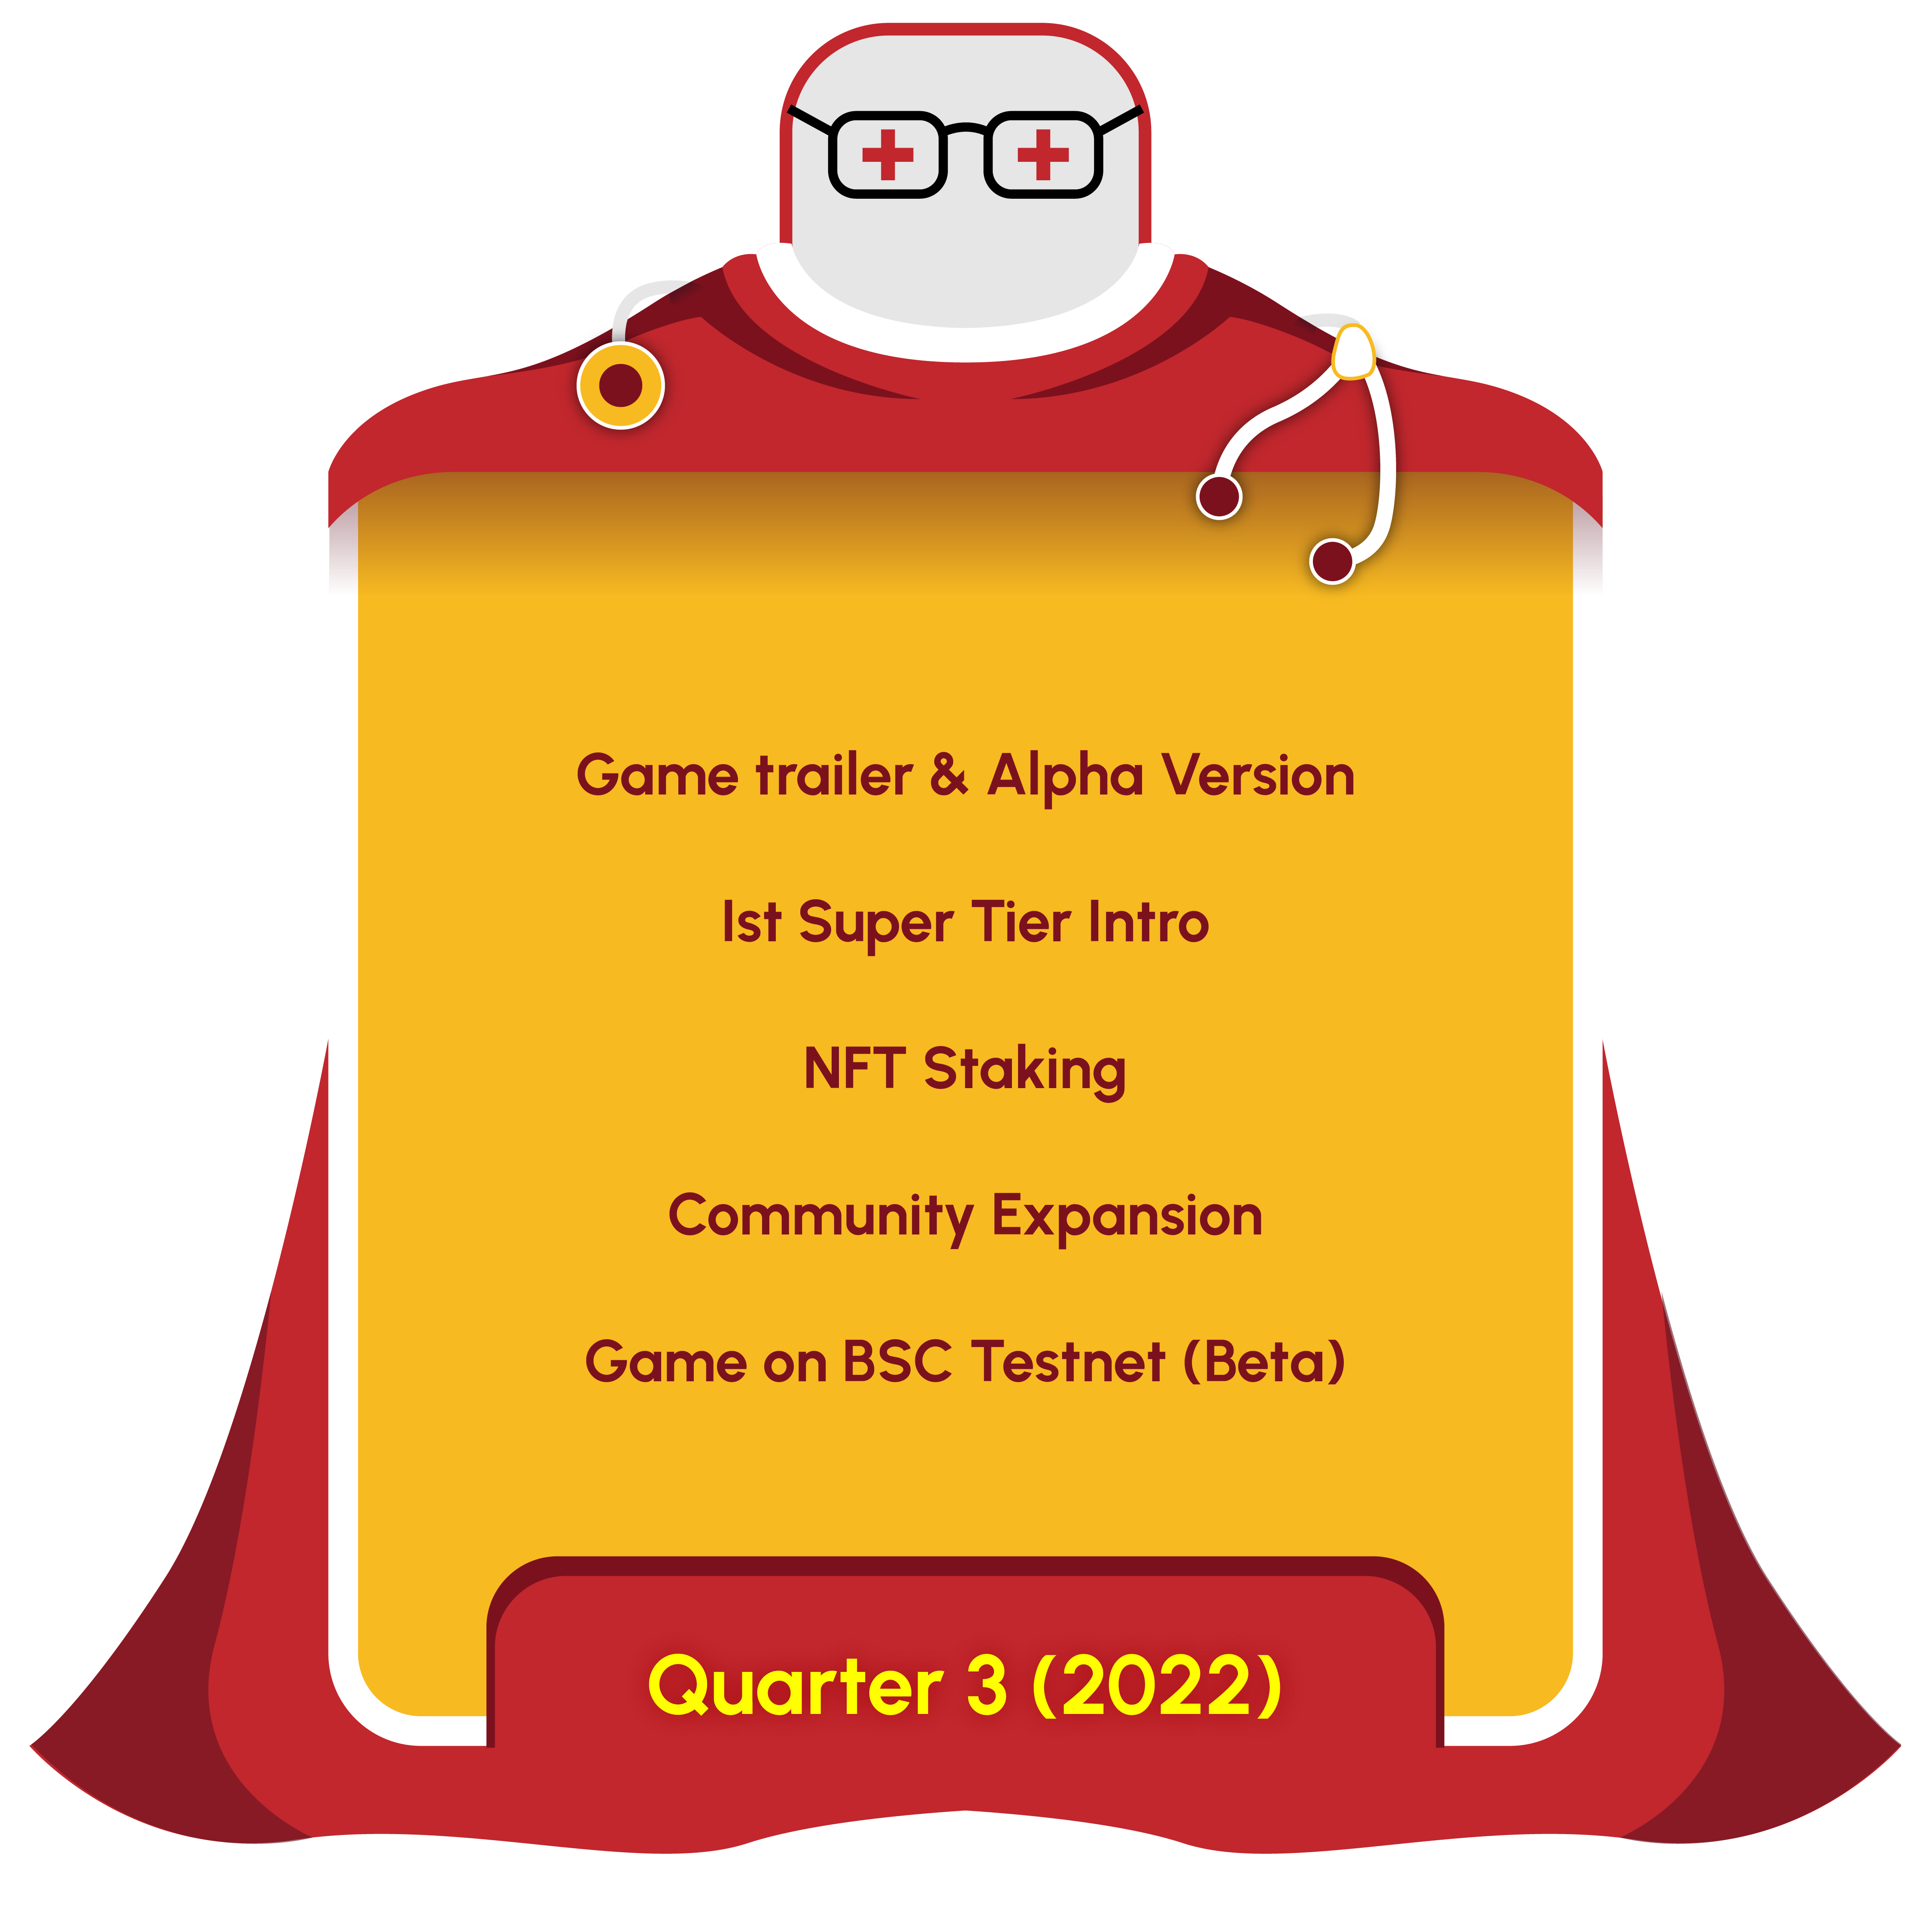 Game trailer & Alpha Version
1st Super Tier Intro
NFT Staking
Community Expansion
Game on BSC Testnet (Beta)
Quarter 3 (2022)